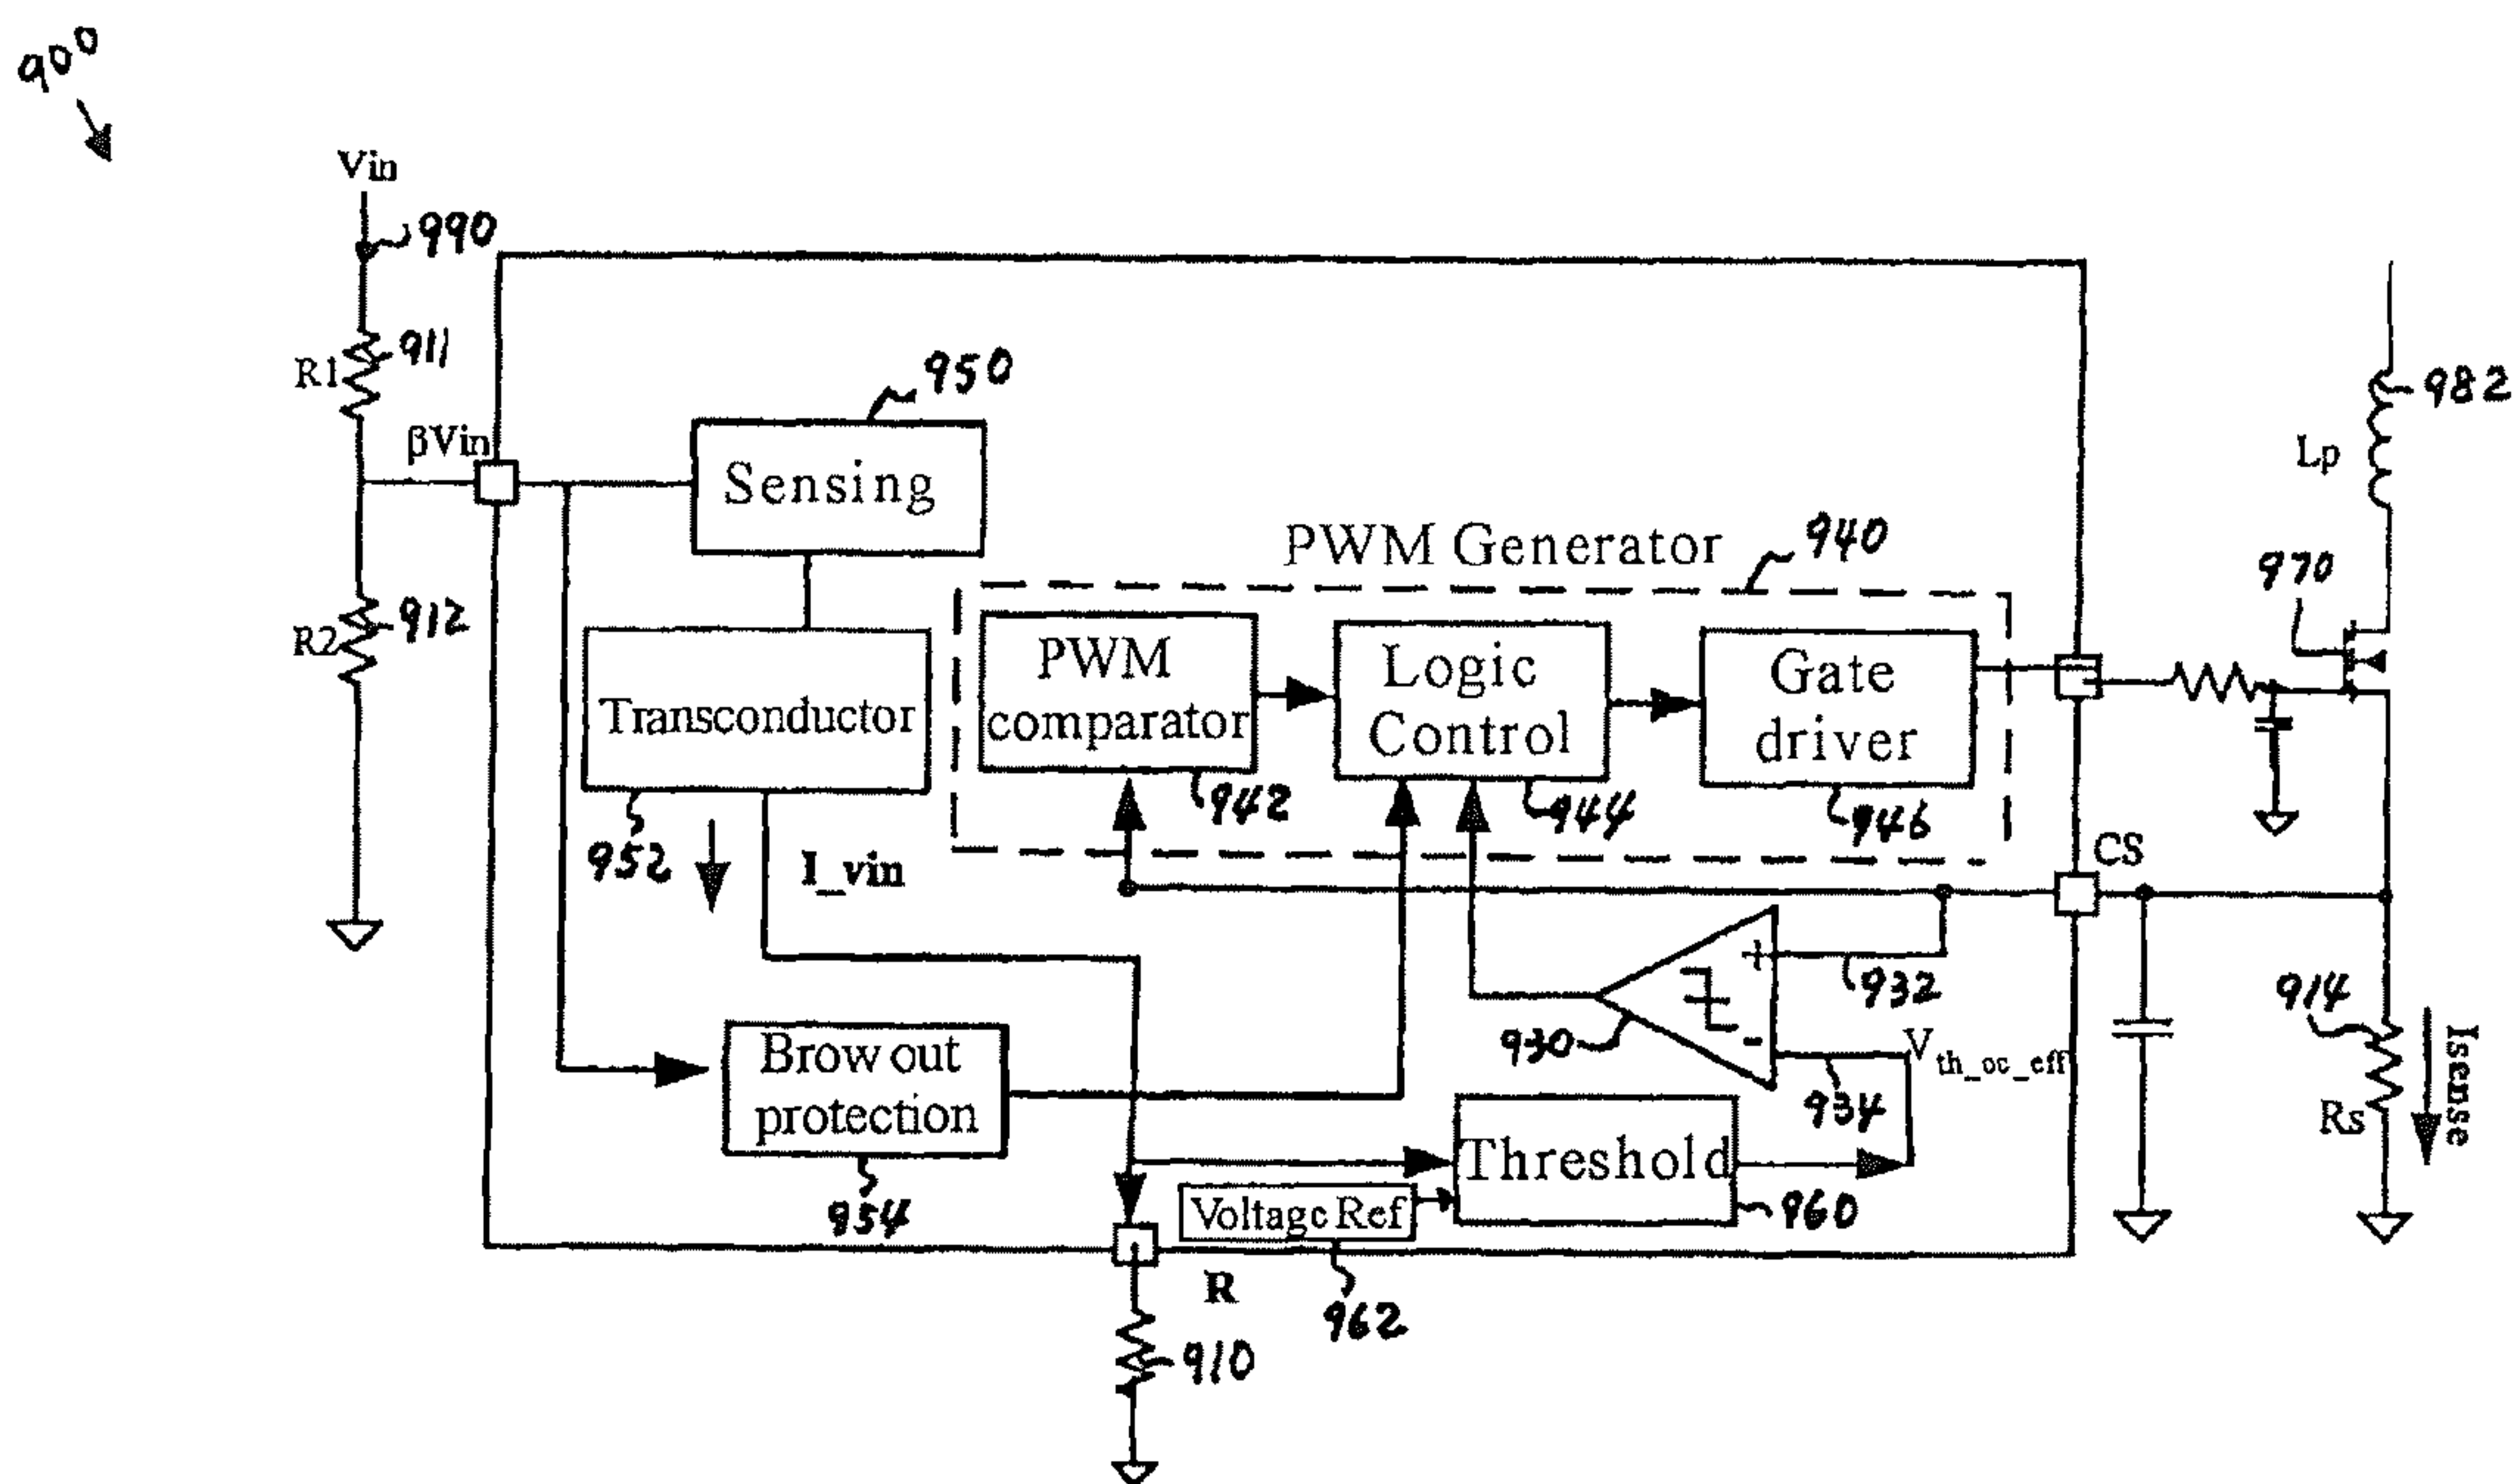 900
Vin
990
R1
911
βVin
950
Sensing
982
Lp
PWM Generator
940
970
R2
912
Transconductor
PWM
comparator
Logic
Control
Gate
driver
952
I_vin
942
944
946
CS
+
932
930
-
934
Vth_oc_eff
914
Rs
Isense
Brow out
protection
954
Threshold
960
Voltage Ref
962
R
910